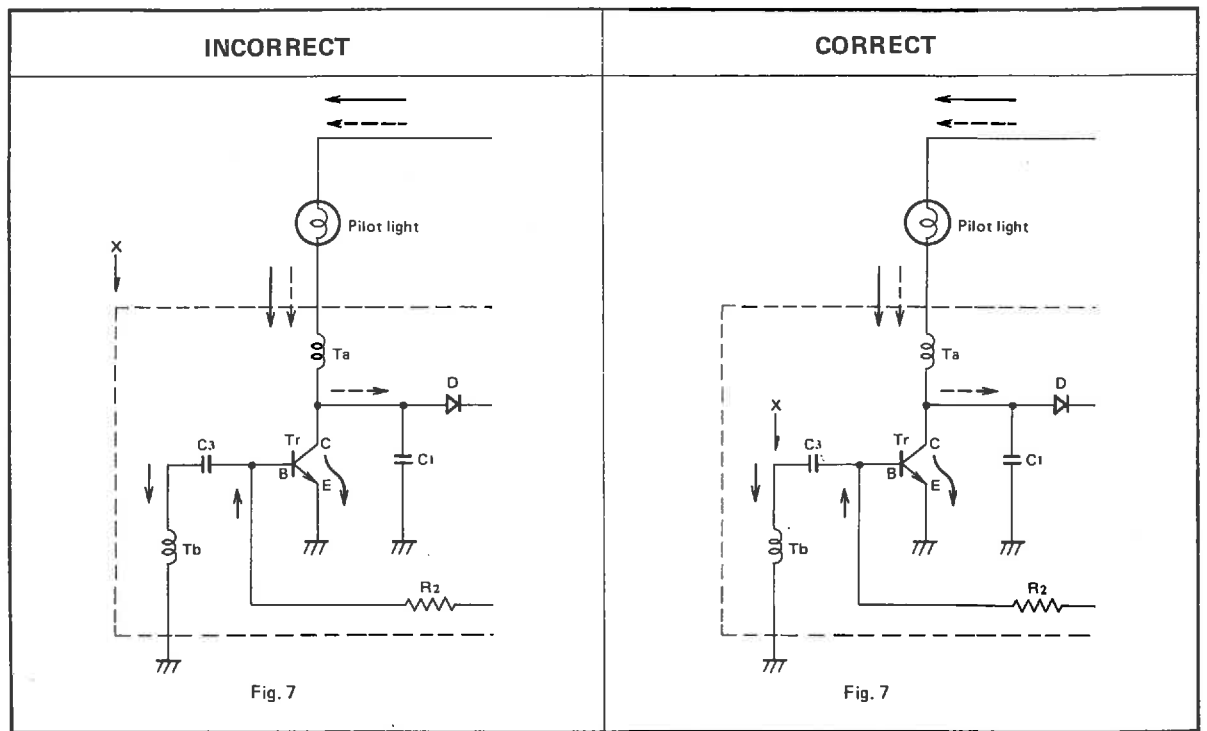 INCORRECT
CORRECT
Pilot light
X
Ta
D
C3
Tr
C
B
E
C1
Tb
R2
Fig. 7
Pilot light
Ta
D
X
C3
Tr
C
B
E
C1
Tb
R2
Fig. 7